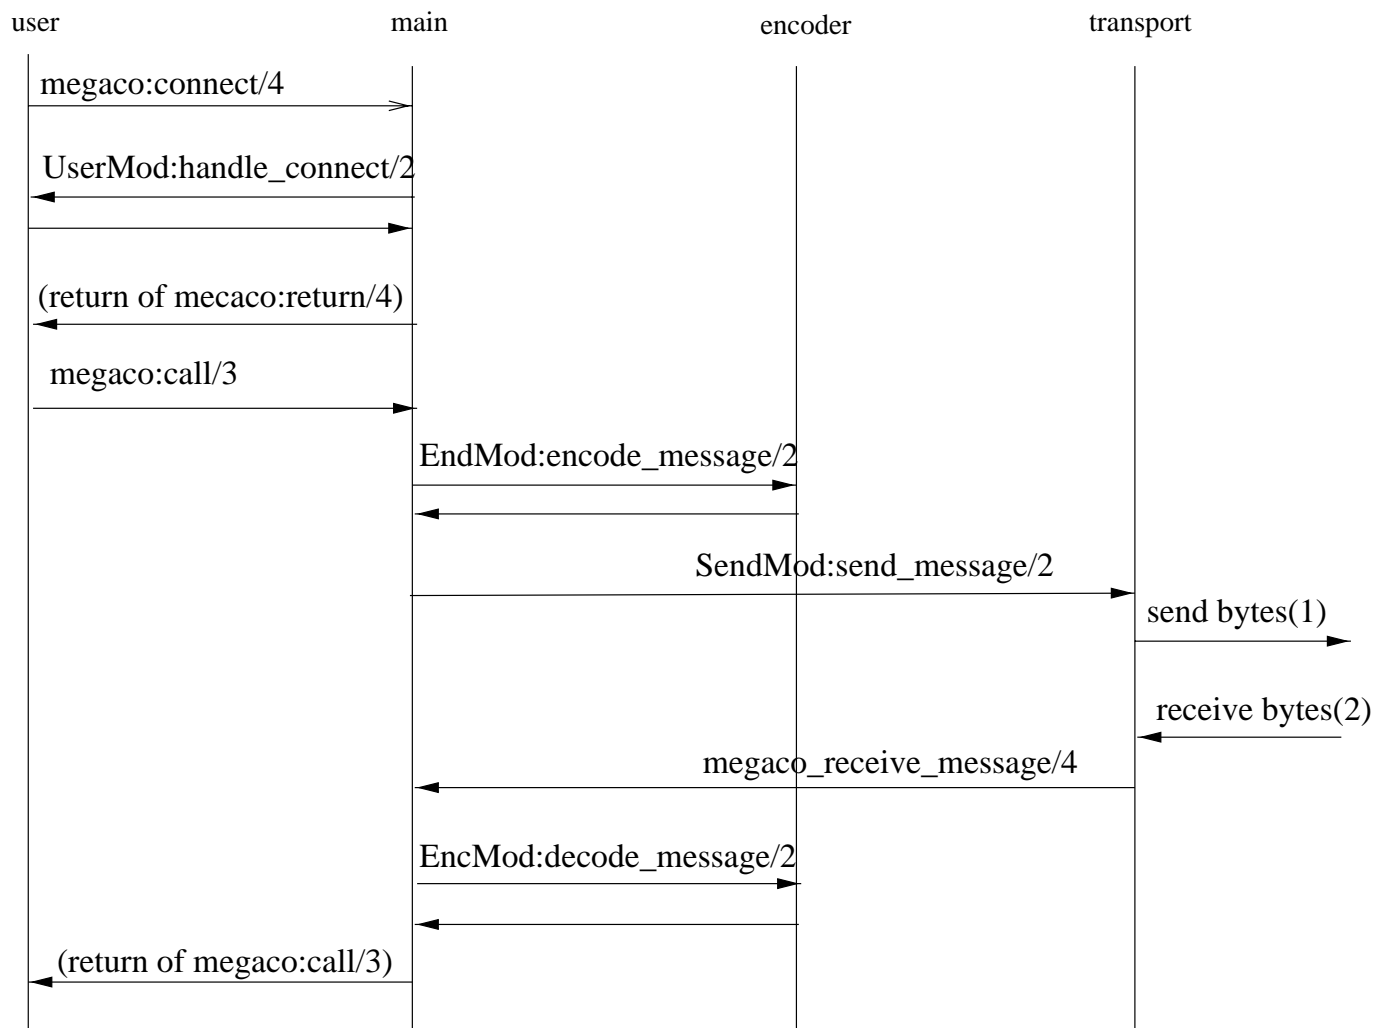 user
main
encoder
transport
megaco:connect/4
UserMod:handle_connect/2
(return of mecaco:return/4)
megaco:call/3
EndMod:encode_message/2
SendMod:send_message/2
send bytes(1)
receive bytes(2)
megaco_receive_message/4
EncMod:decode_message/2
(return of megaco:call/3)